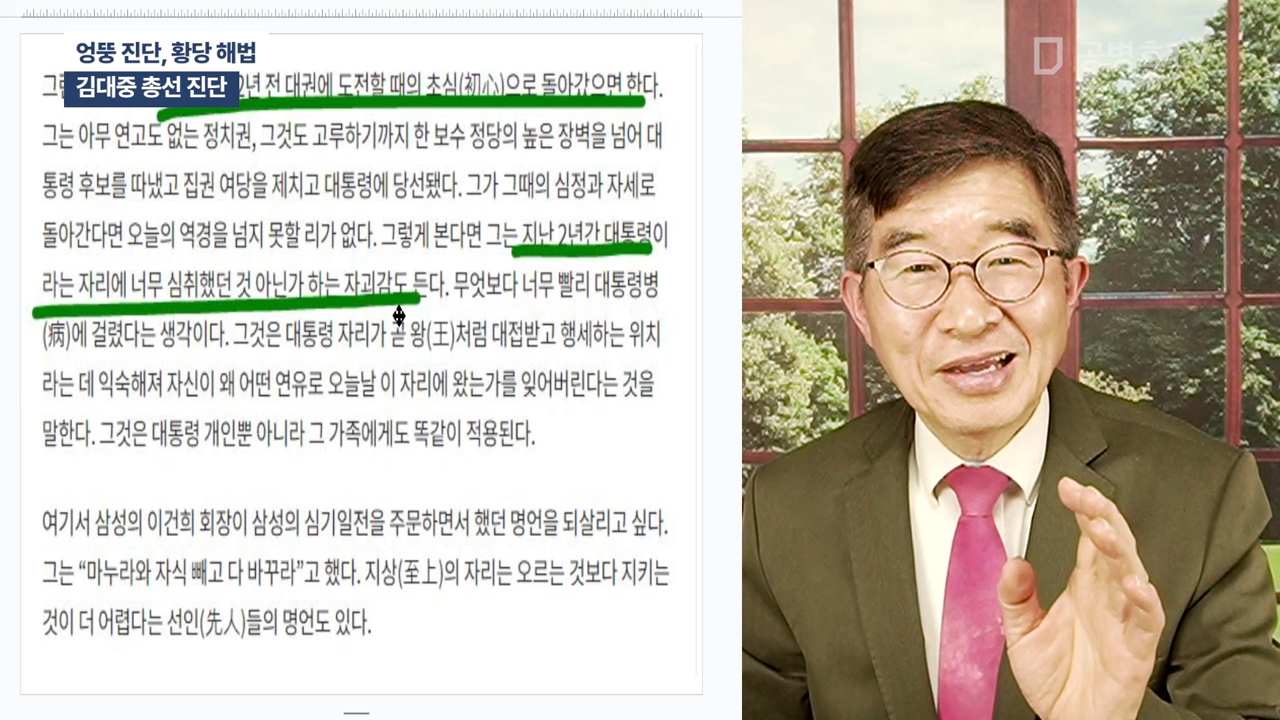 엉뚱 진단, 황당 해법
김대중 총선 진단
2년 전 대권에 도전할 때의 초심(初心)으로 돌아갔으면 한다.
그는 아무 연고도 없는 정치권, 그것도 고루하기까지 한 보수 정당의 높은 장벽을 넘어 대
통령 후보를 따냈고 집권 여당을 제치고 대통령에 당선됐다. 그가 그때의 심정과 자세로
돌아간다면 오늘의 역경을 넘지 못할 리가 없다. 그렇게 본다면 그는 지난 2년간 대통령이
라는 자리에 너무 심취했던 것 아닌가 하는 자괴감도 든다. 무엇보다 너무 빨리 대통령병
(病)에 걸렸다는 생각이다. 그것은 대통령 자리가 곧 왕(王)처럼 대접받고 행세하는 위치
라는 데 익숙해져 자신이 왜 어떤 연유로 오늘날 이 자리에 왔는가를 잊어버린다는 것을
말한다. 그것은 대통령 개인뿐 아니라 그 가족에게도 똑같이 적용된다.
여기서 삼성의 이건희 회장이 삼성의 심기일전을 주문하면서 했던 명언을 되살리고 싶다.
그는 “마누라와 자식 빼고 다 바꾸라”고 했다. 지상(至上)의 자리는 오르는 것보다 지키는
것이 더 어렵다는 선인(先人)들의 명언도 있다.
공병호TV